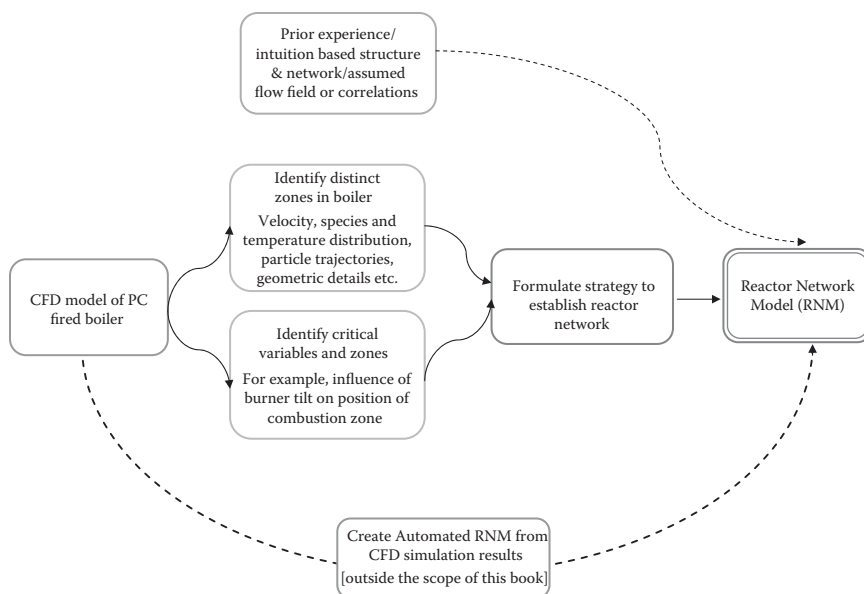 Prior experience/
intuition based structure
& network/assumed
flow field or correlations
Identify distinct
zones in boiler
Velocity, species and
temperature distribution,
particle trajectories,
geometric details etc.
CFD model of PC
fired boiler
Formulate strategy to
establish reactor
network
Reactor Network
Model (RNM)
Identify critical
variables and zones
For example, influence of
burner tilt on position of
combustion zone
Create Automated RNM from
CFD simulation results
[outside the scope of this book]